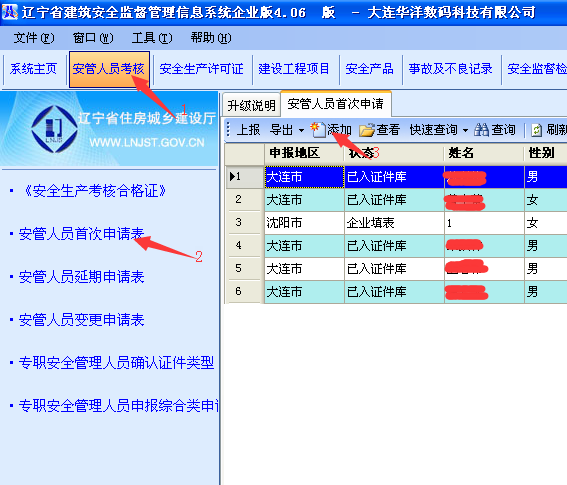 辽宁省建筑安全监督管理信息系统企业版4.06 版 - 大连华洋数码科技有限公司
文件(F) 窗口(W) 工具(T) 帮助(H)
系统主页 安管人员考核 安全生产许可证 建设工程项目 安全产品 事故及不良记录 安全监督检
1
辽宁省住房城乡建设厅
LNJST
WWW.LNJST.GOV.CN
·《安全生产考核合格证》
·安管人员首次申请表
2
·安管人员延期申请表
·安管人员变更申请表
·专职安全管理人员确认证件类型
·专职安全管理人员申报综合类申请
升级说明 安管人员首次申请
上报 导出 添加 查看 快速查询 查询 刷新
3
申报地区 状态 姓名 性别
1 大连市 已入证件库 男
2 大连市 已入证件库 女
3 沈阳市 企业填表 1 女
4 大连市 已入证件库 男
5 大连市 已入证件库 男
6 大连市 已入证件库 男